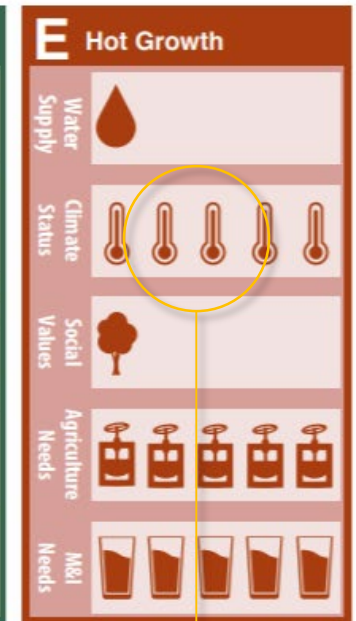 E Hot Growth
Water
Supply
Climate
Status
Social
Values
Agriculture
Needs
M&I
Needs